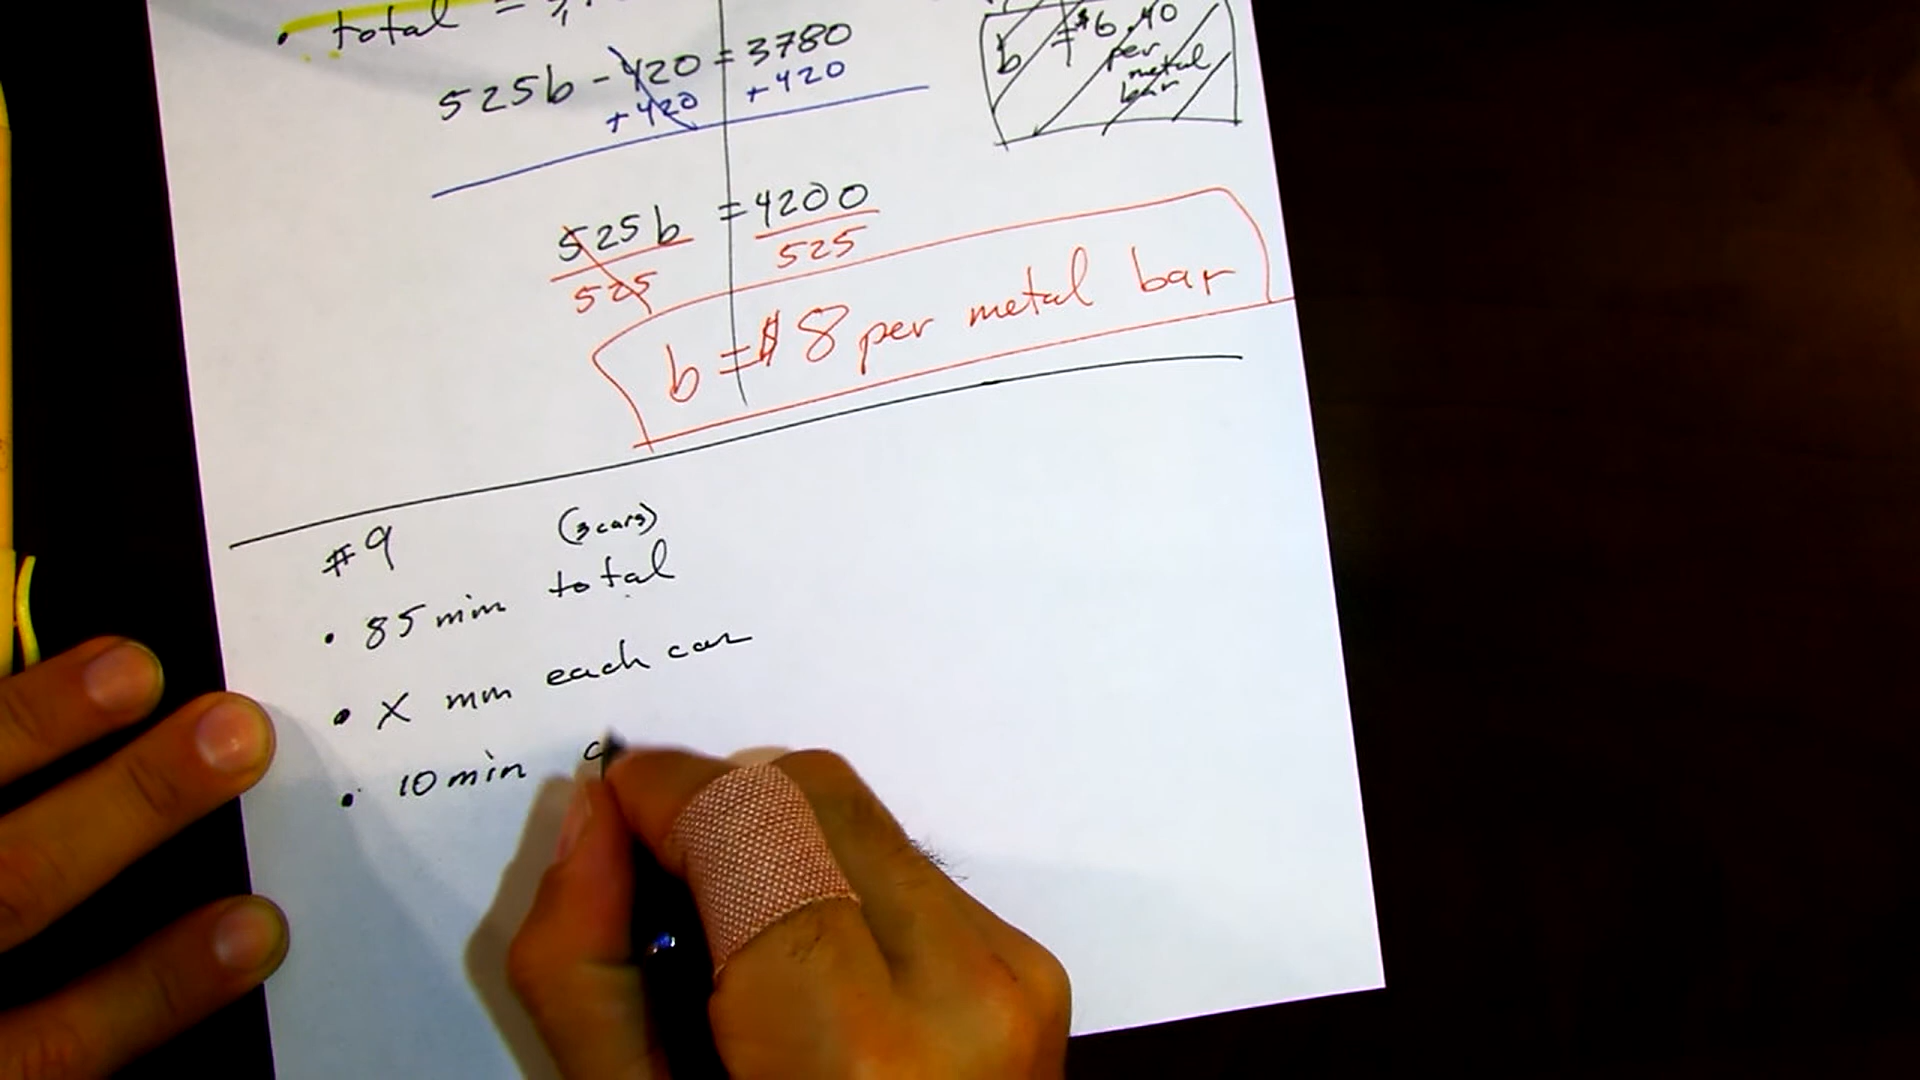 • total =
525b - 420 = 3780
+420 +420
525b = 4200
525 525
b = $8 per metal bar
b = $6.40
per
metal
bar
#9 (3 cars)
• 85 min total
• X min each car
• 10 min